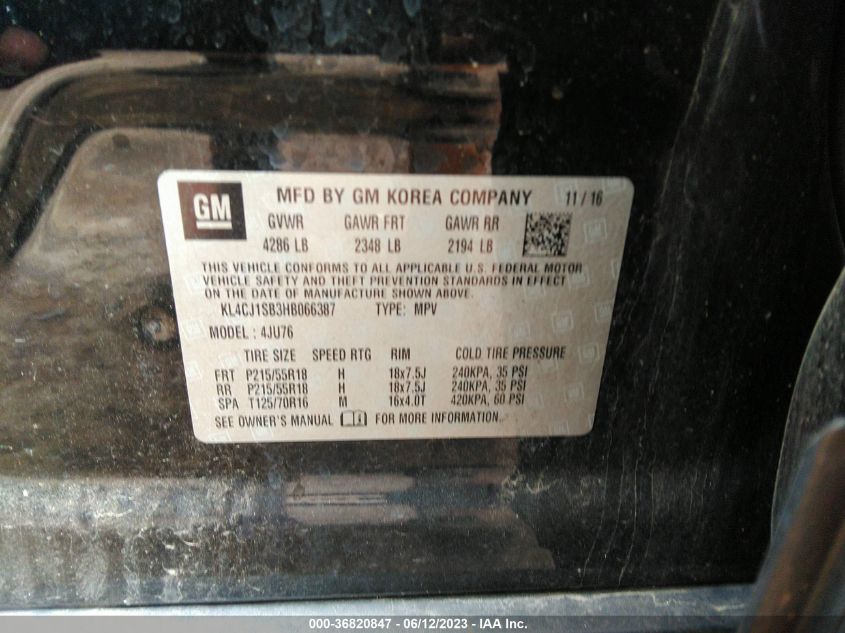 GM
MFD BY GM KOREA COMPANY 11 / 16
GVWR GAWR FRT GAWR RR
4286 LB 2348 LB 2194 LB
THIS VEHICLE CONFORMS TO ALL APPLICABLE U.S. FEDERAL MOTOR
VEHICLE SAFETY AND THEFT PREVENTION STANDARDS IN EFFECT
ON THE DATE OF MANUFACTURE SHOWN ABOVE.
KL4CJ1SB3HB066387 TYPE: MPV
MODEL : 4JU76
TIRE SIZE SPEED RTG RIM COLD TIRE PRESSURE
FRT P215/55R18 H 18x7.5J 240KPA, 35 PSI
RR P215/55R18 H 18x7.5J 240KPA, 35 PSI
SPA T125/70R16 M 16x4.0T 420KPA, 60 PSI
SEE OWNER'S MANUAL FOR MORE INFORMATION.
000-36820847 - 06/12/2023 - IAA Inc.